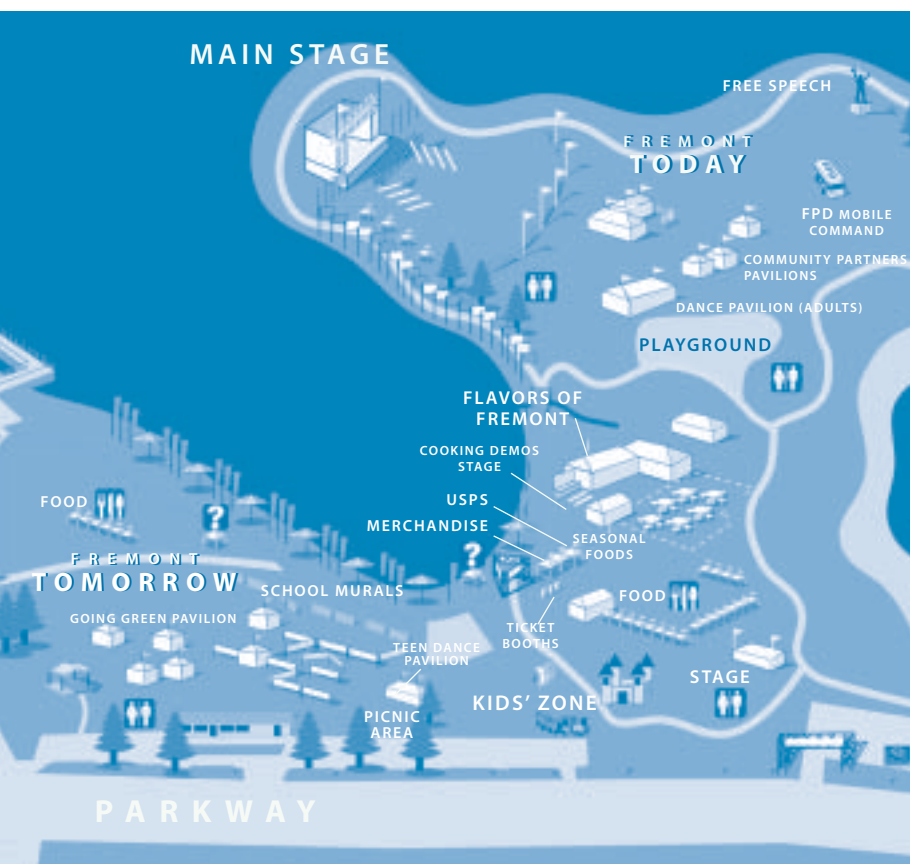 MAIN STAGE
FREE SPEECH
FREMONT
TODAY
FPD MOBILE
COMMAND
COMMUNITY PARTNERS
PAVILIONS
DANCE PAVILION (ADULTS)
PLAYGROUND
FLAVORS OF
FREMONT
COOKING DEMOS
STAGE
USPS
MERCHANDISE
SEASONAL
FOODS
FOOD
?
?
FREMONT
TOMORROW
SCHOOL MURALS
GOING GREEN PAVILION
FOOD
TICKET
BOOTHS
TEEN DANCE
PAVILION
STAGE
KIDS' ZONE
PICNIC
AREA
PARKWAY